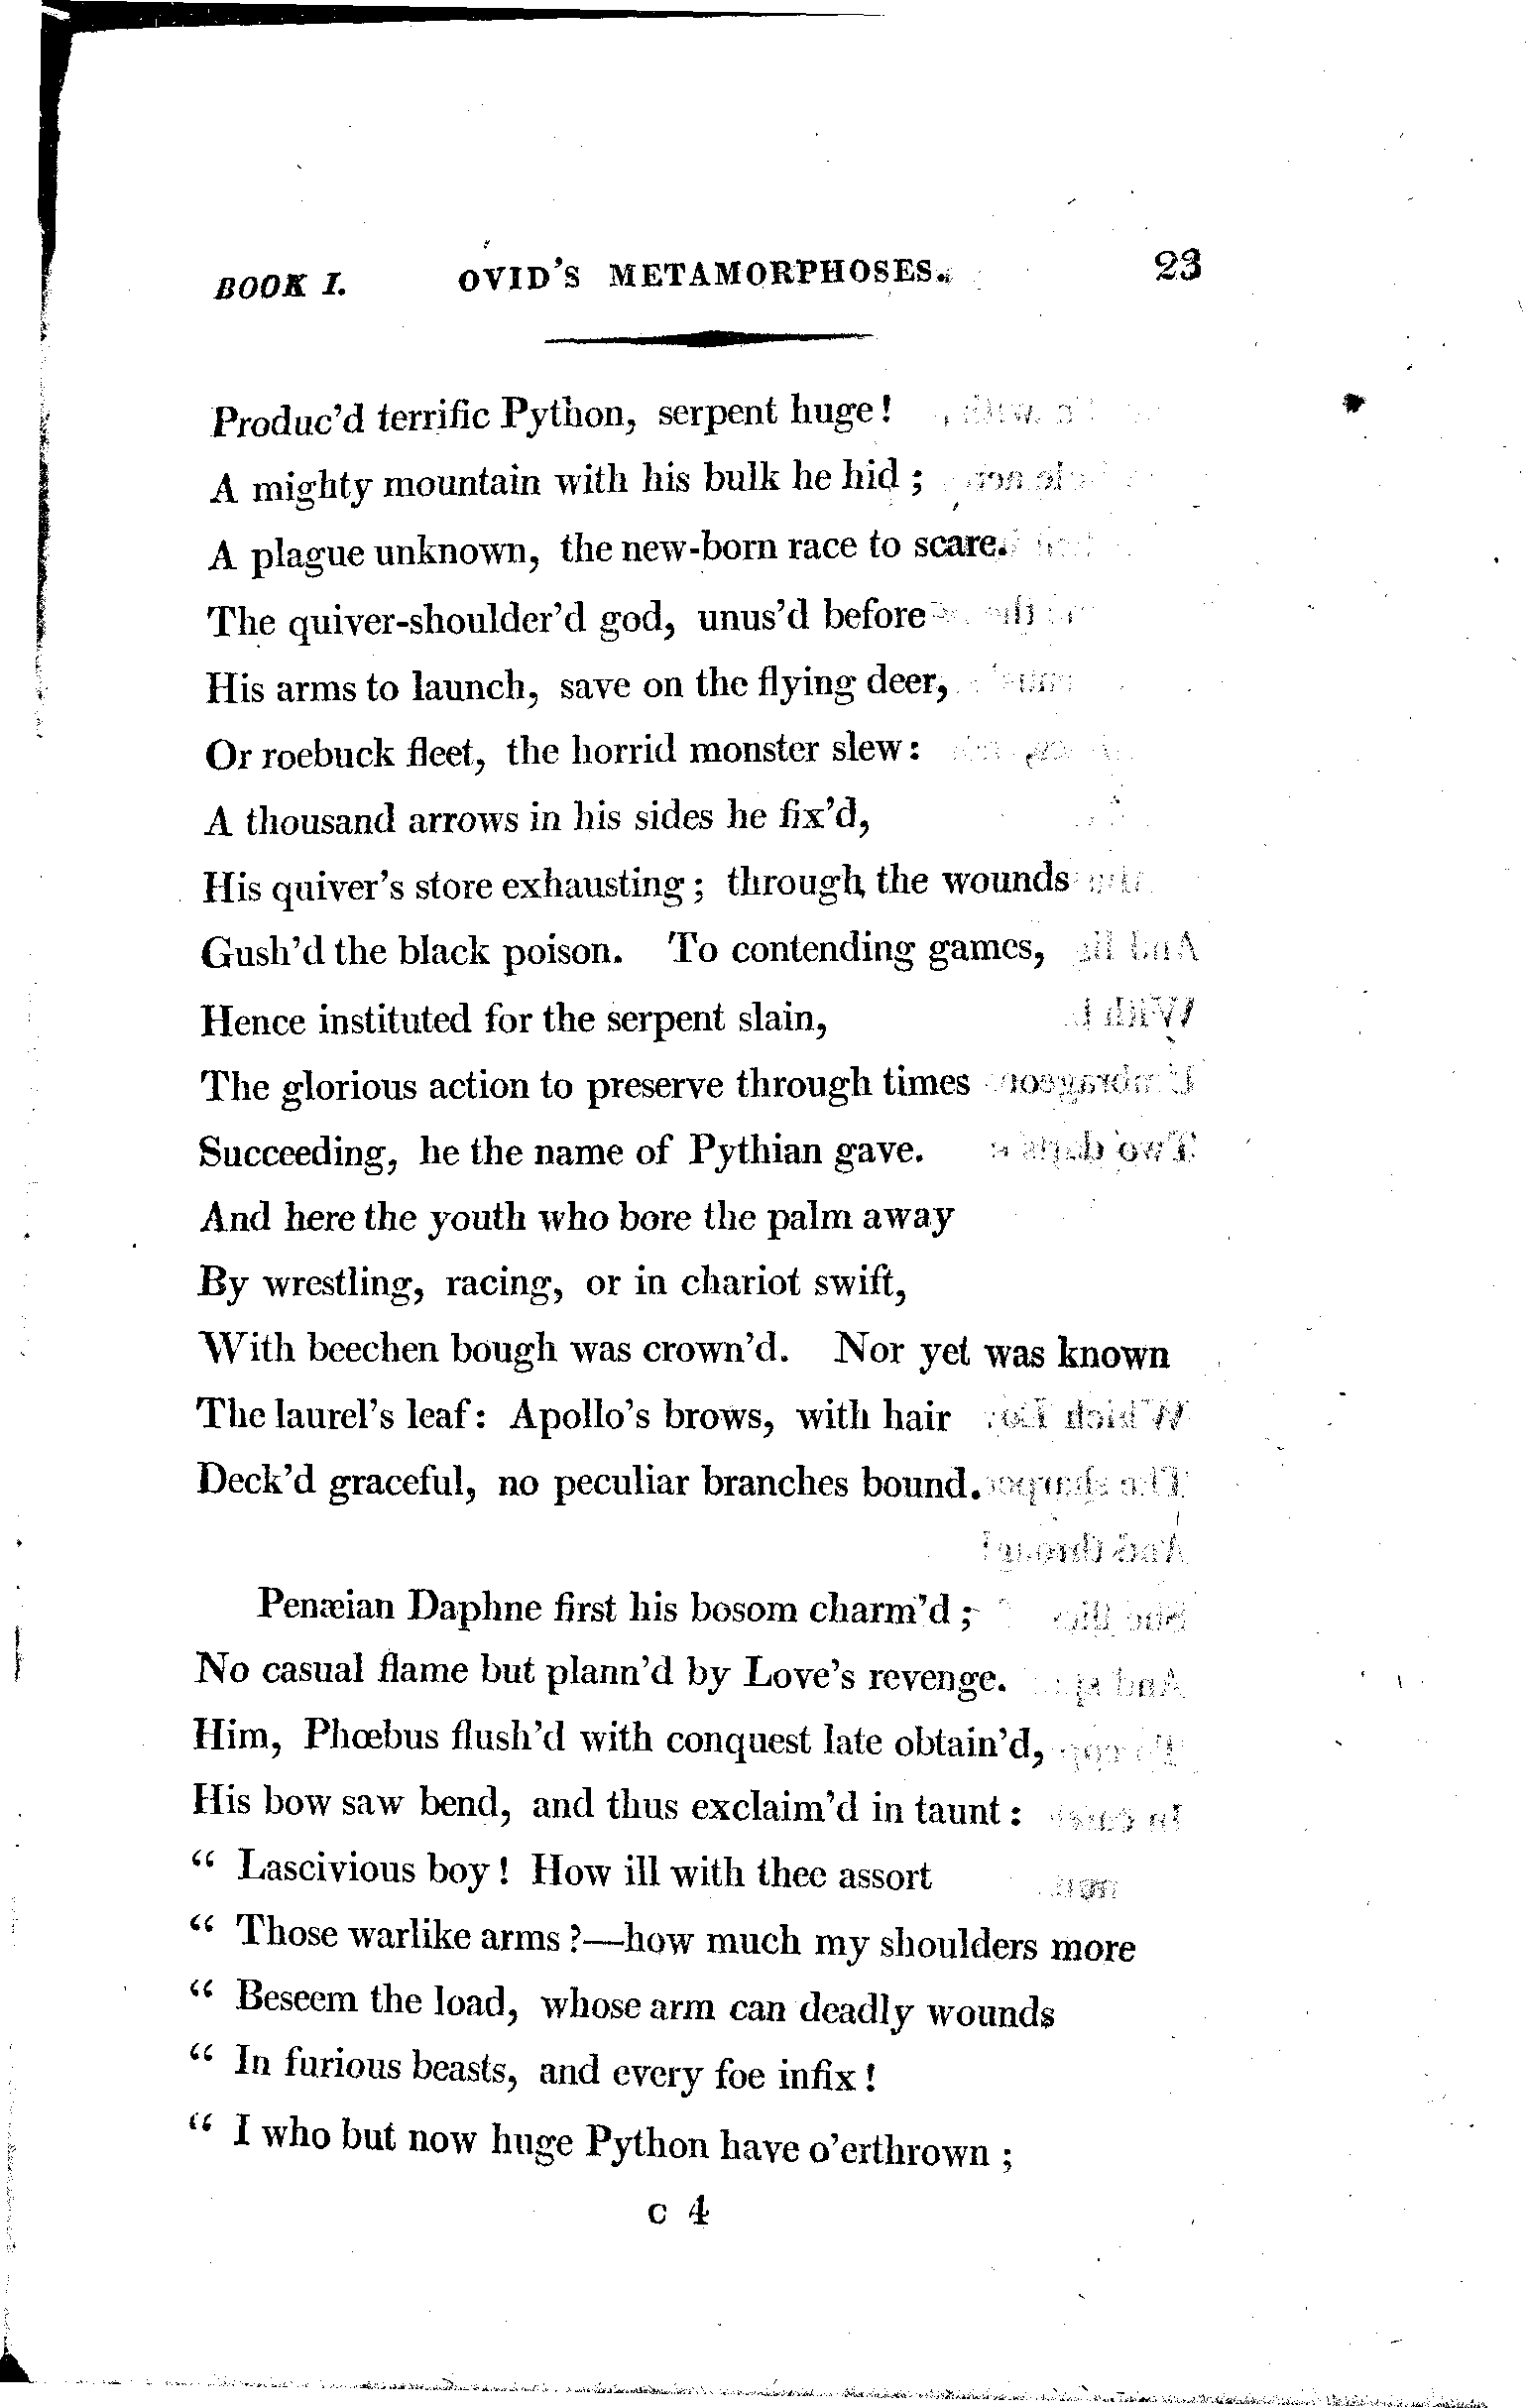 BOOK I. OVID'S METAMORPHOSES. 23
Produc'd terrific Python, serpent huge!
A mighty mountain with his bulk he hid;
A plague unknown, the new-born race to scare.
The quiver-shoulder'd god, unus'd before
His arms to launch, save on the flying deer,
Or roebuck fleet, the horrid monster slew:
A thousand arrows in his sides he fix'd,
His quiver's store exhausting; through the wounds
Gush'd the black poison. To contending games,
Hence instituted for the serpent slain,
The glorious action to preserve through times
Succeeding, he the name of Pythian gave.
And here the youth who bore the palm away
By wrestling, racing, or in chariot swift,
With beechen bough was crown'd. Nor yet was known
The laurel's leaf: Apollo's brows, with hair
Deck'd graceful, no peculiar branches bound.
Penæian Daphne first his bosom charm'd;
No casual flame but plann'd by Love's revenge.
Him, Phœbus flush'd with conquest late obtain'd,
His bow saw bend, and thus exclaim'd in taunt:
“ Lascivious boy! How ill with thee assort
“ Those warlike arms?—how much my shoulders more
“ Beseem the load, whose arm can deadly wounds
“ In furious beasts, and every foe infix!
“ I who but now huge Python have o'erthrown;
C 4